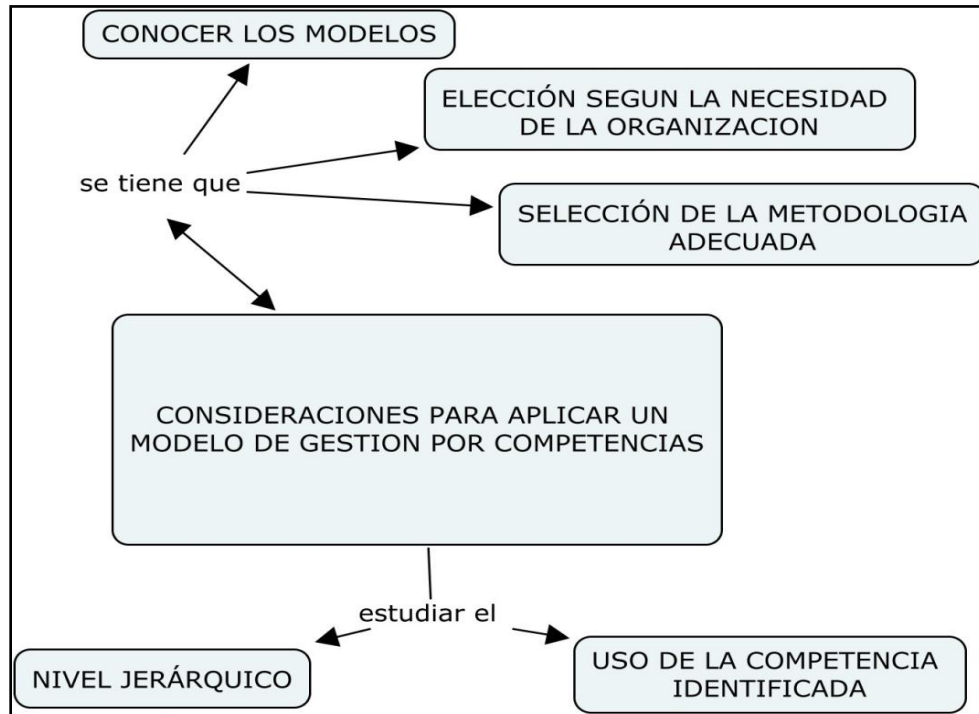 CONOCER LOS MODELOS
ELECCIÓN SEGUN LA NECESIDAD
DE LA ORGANIZACION
se tiene que
SELECCIÓN DE LA METODOLOGIA
ADECUADA
CONSIDERACIONES PARA APLICAR UN
MODELO DE GESTION POR COMPETENCIAS
estudiar el
NIVEL JERÁRQUICO
USO DE LA COMPETENCIA
IDENTIFICADA